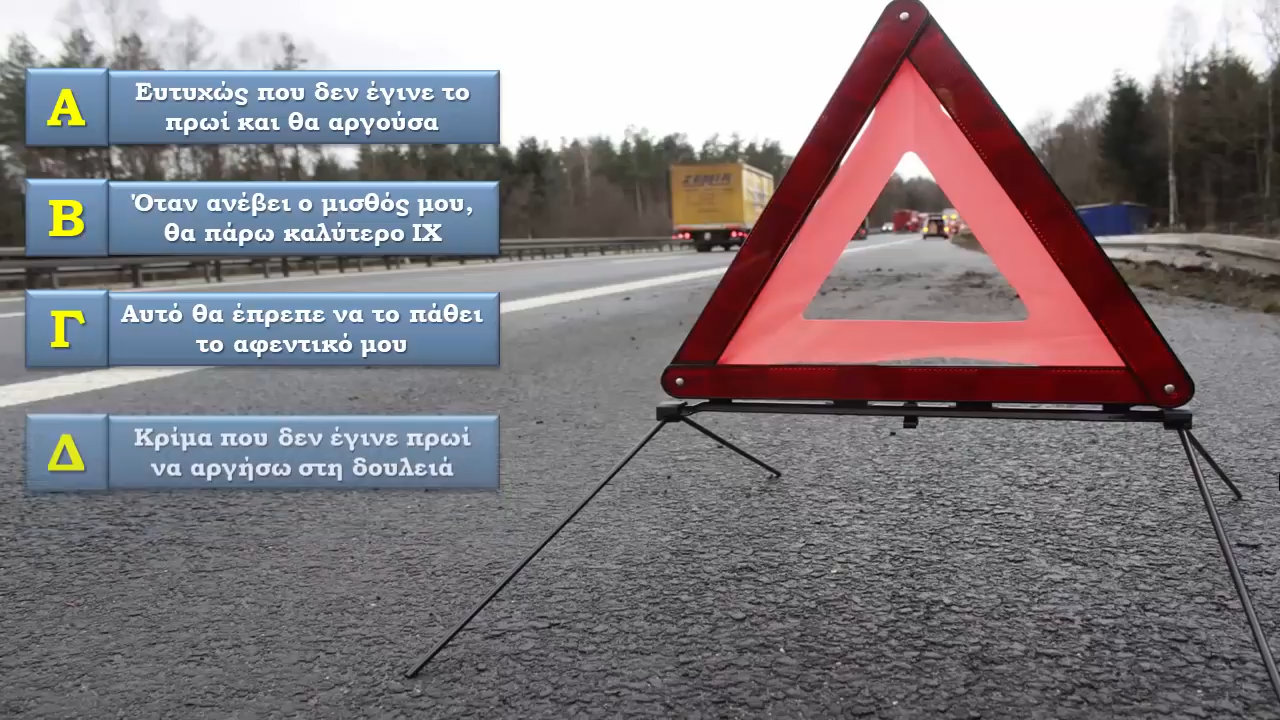 Α
Ευτυχώς που δεν έγινε το
πρωί και θα αργούσα
Β
Όταν ανέβει ο μισθός μου,
θα πάρω καλύτερο ΙΧ
Γ
Αυτό θα έπρεπε να το πάθει
το αφεντικό μου
Δ
Κρίμα που δεν έγινε πρωί
να αργήσω στη δουλειά